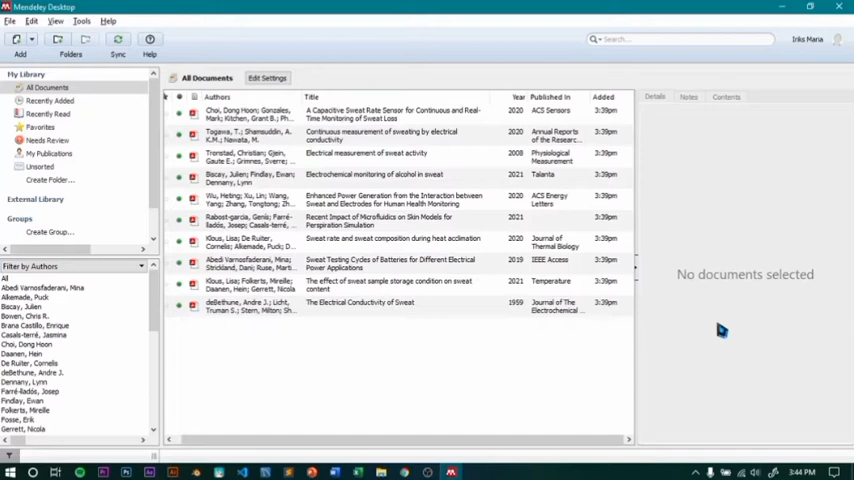 Mendeley Desktop
File Edit View Tools Help
Add Folders Sync Help
Search...
Iriks Maria
My Library
All Documents
Recently Added
Recently Read
Favorites
Needs Review
My Publications
Unsorted
Create Folder...
External Library
Groups
Create Group...
Filter by Authors
All
Abedi Varnosfaderani, Mina
Alkemade, Puck
Biscay, Julien
Bowen, Chris R.
Brana Castillo, Enrique
Casals-terré, Jasmina
Choi, Dong Hoon
Daanen, Hein
De Ruiter, Cornelis
deBethune, Andre J.
Dennany, Lynn
Farré-lladós, Josep
Finsand, Erling
Folkerts, Mireille
Fosse, Erik
Gerrett, Nicola
All Documents Edit Settings
Authors Title Year Published In Added
Choi, Dong Hoon; Gonzales, A Capacitive Sweat Rate Sensor for Continuous and Real- 2020 ACS Sensors 3:39pm
Mark; Kitchen, Grant B.; Ph... Time Monitoring of Sweat Loss
Togawa, T.; Shamsuddin, A. Continuous measurement of sweating by electrical 2020 Annual Reports 3:39pm
K.M.; Nawata, M. conductivity of the Researc...
Tronstad, Christian; Gjein, Electrical measurement of sweat activity 2008 Physiological 3:39pm
Gaute E.; Grimnes, Sverre; ... Measurement
Biscay, Julien; Findlay, Ewan; Electrochemical monitoring of alcohol in sweat 2021 Talanta 3:39pm
Dennany, Lynn
Wu, Heting; Xu, Lin; Wang, Enhanced Power Generation from the Interaction between 2020 ACS Energy 3:39pm
Yang; Zhang, Tongtong; Zh... Sweat and Electrodes for Human Health Monitoring Letters
Rabost-garcia, Genís; Farré- Recent Impact of Microfluidics on Skin Models for 2021 3:39pm
lladós, Josep; Casals-terré, J... Perspiration Simulation
Klous, Lisa; De Ruiter, Sweat rate and sweat composition during heat acclimation 2020 Journal of 3:39pm
Cornelis; Alkemade, Puck; D... Thermal Biology
Abedi Varnosfaderani, Mina; Sweat Testing Cycles of Batteries for Different Electrical 2019 IEEE Access 3:39pm
Strickland, Dani; Ruse, Marti... Power Applications
Klous, Lisa; Folkerts, Mireille; The effect of sweat sample storage condition on sweat 2021 Temperature 3:39pm
Daanen, Hein; Gerrett, Nicola content
deBethune, Andre J.; Licht, The Electrical Conductivity of Sweat 1959 Journal of The 3:39pm
Truman S.; Stern, Milton; Sh... Electrochemical ...
Details Notes Contents
No documents selected
3:44 PM